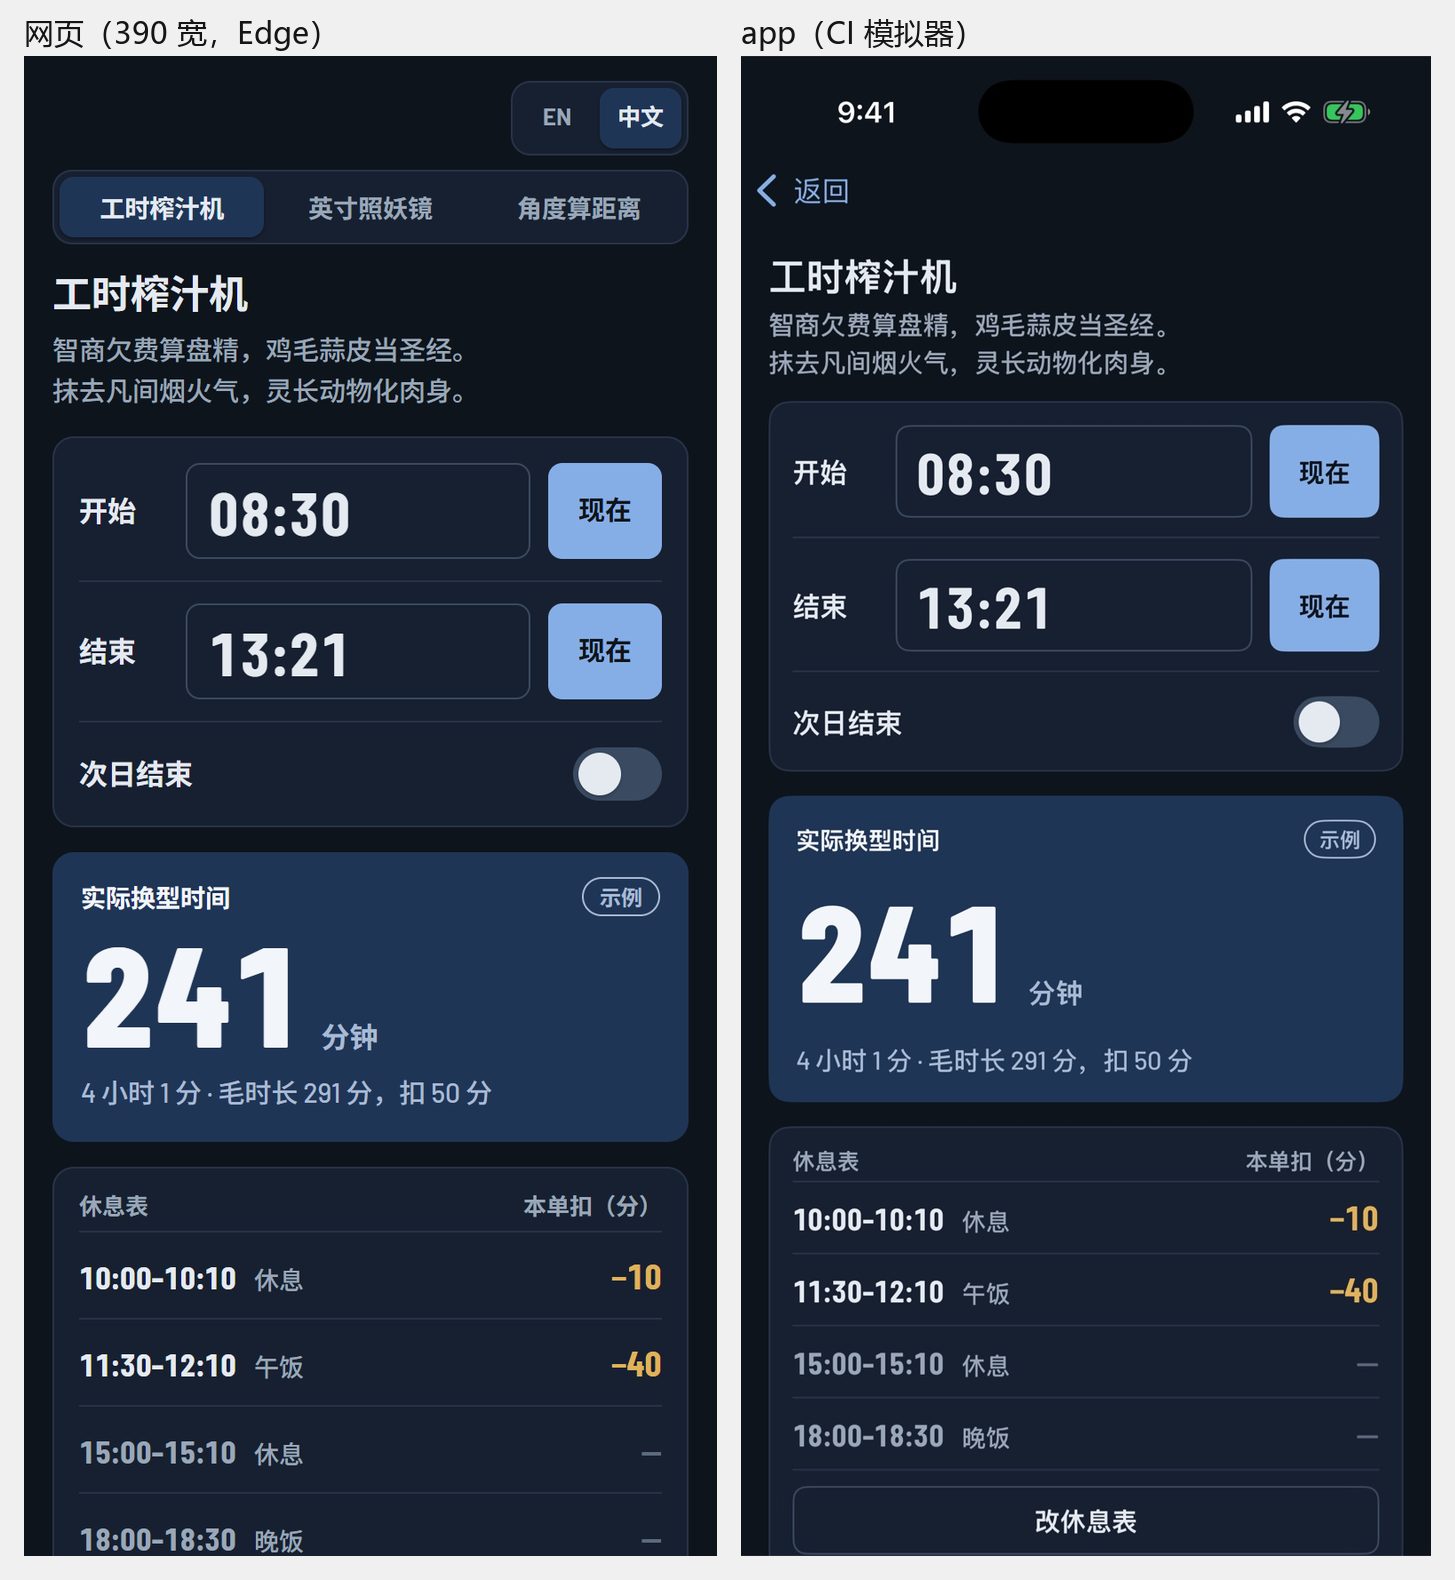 网页（390 宽，Edge）
EN 中文
工时榨汁机 英寸照妖镜 角度算距离
工时榨汁机
智商欠费算盘精，鸡毛蒜皮当圣经。
抹去凡间烟火气，灵长动物化肉身。
开始 08:30 现在
结束 13:21 现在
次日结束
实际换型时间 示例
241 分钟
4 小时 1 分 · 毛时长 291 分，扣 50 分
休息表 本单扣（分）
10:00-10:10 休息 −10
11:30-12:10 午饭 −40
15:00-15:10 休息 —
18:00-18:30 晚饭 —
app（CI 模拟器）
9:41
返回
工时榨汁机
智商欠费算盘精，鸡毛蒜皮当圣经。
抹去凡间烟火气，灵长动物化肉身。
开始 08:30 现在
结束 13:21 现在
次日结束
实际换型时间 示例
241 分钟
4 小时 1 分 · 毛时长 291 分，扣 50 分
休息表 本单扣（分）
10:00-10:10 休息 −10
11:30-12:10 午饭 −40
15:00-15:10 休息 —
18:00-18:30 晚饭 —
改休息表